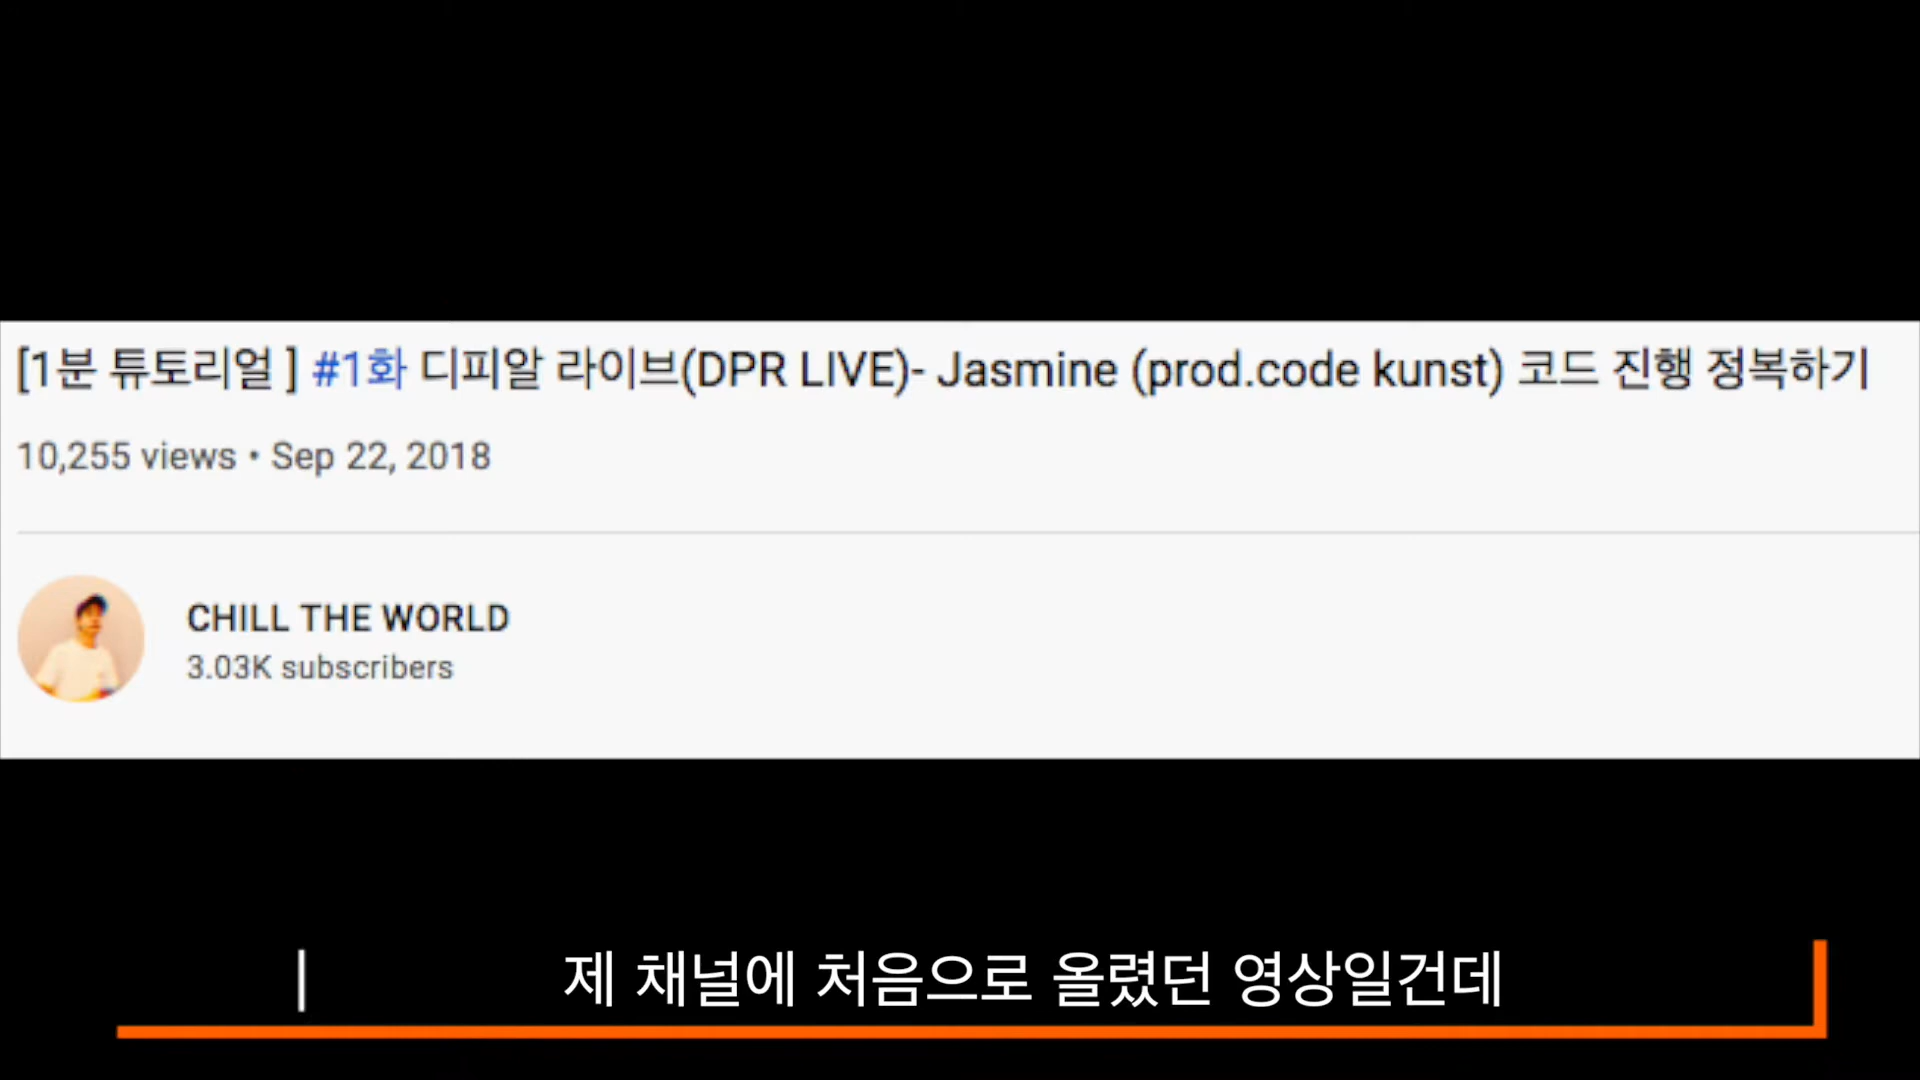 [1분 튜토리얼 ] #1화 디피알 라이브(DPR LIVE)- Jasmine (prod.code kunst) 코드 진행 정복하기
10,255 views • Sep 22, 2018
CHILL THE WORLD
3.03K subscribers
제 채널에 처음으로 올렸던 영상일건데